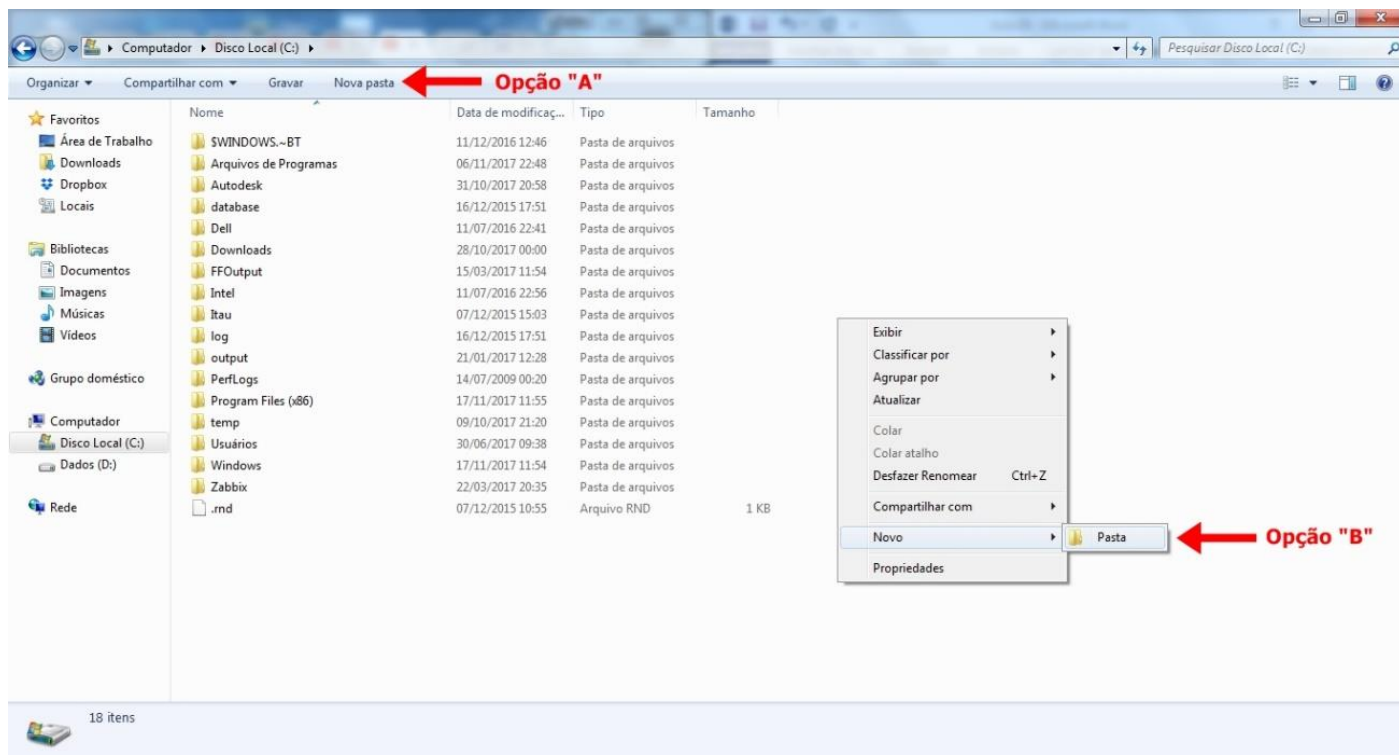 Computador ▸ Disco Local (C:) ▸
Pesquisar Disco Local (C:)
Organizar Compartilhar com Gravar Nova pasta Opção "A"
Favoritos
Área de Trabalho
Downloads
Dropbox
Locais
Bibliotecas
Documentos
Imagens
Músicas
Vídeos
Grupo doméstico
Computador
Disco Local (C:)
Dados (D:)
Rede
Nome Data de modificaç... Tipo Tamanho
$WINDOWS.~BT 11/12/2016 12:46 Pasta de arquivos
Arquivos de Programas 06/11/2017 22:48 Pasta de arquivos
Autodesk 31/10/2017 20:58 Pasta de arquivos
database 16/12/2015 17:51 Pasta de arquivos
Dell 11/07/2016 22:41 Pasta de arquivos
Downloads 28/10/2017 00:00 Pasta de arquivos
FFOutput 15/03/2017 11:54 Pasta de arquivos
Intel 11/07/2016 22:56 Pasta de arquivos
Itau 07/12/2015 15:03 Pasta de arquivos
log 16/12/2015 17:51 Pasta de arquivos
output 21/01/2017 12:28 Pasta de arquivos
PerfLogs 14/07/2009 00:20 Pasta de arquivos
Program Files (x86) 17/11/2017 11:55 Pasta de arquivos
temp 09/10/2017 21:20 Pasta de arquivos
Usuários 30/06/2017 09:38 Pasta de arquivos
Windows 17/11/2017 11:54 Pasta de arquivos
Zabbix 22/03/2017 20:35 Pasta de arquivos
.rnd 07/12/2015 10:55 Arquivo RND 1 KB
Exibir
Classificar por
Agrupar por
Atualizar
Colar
Colar atalho
Desfazer Renomear Ctrl+Z
Compartilhar com
Novo
Pasta
Opção "B"
Propriedades
18 itens